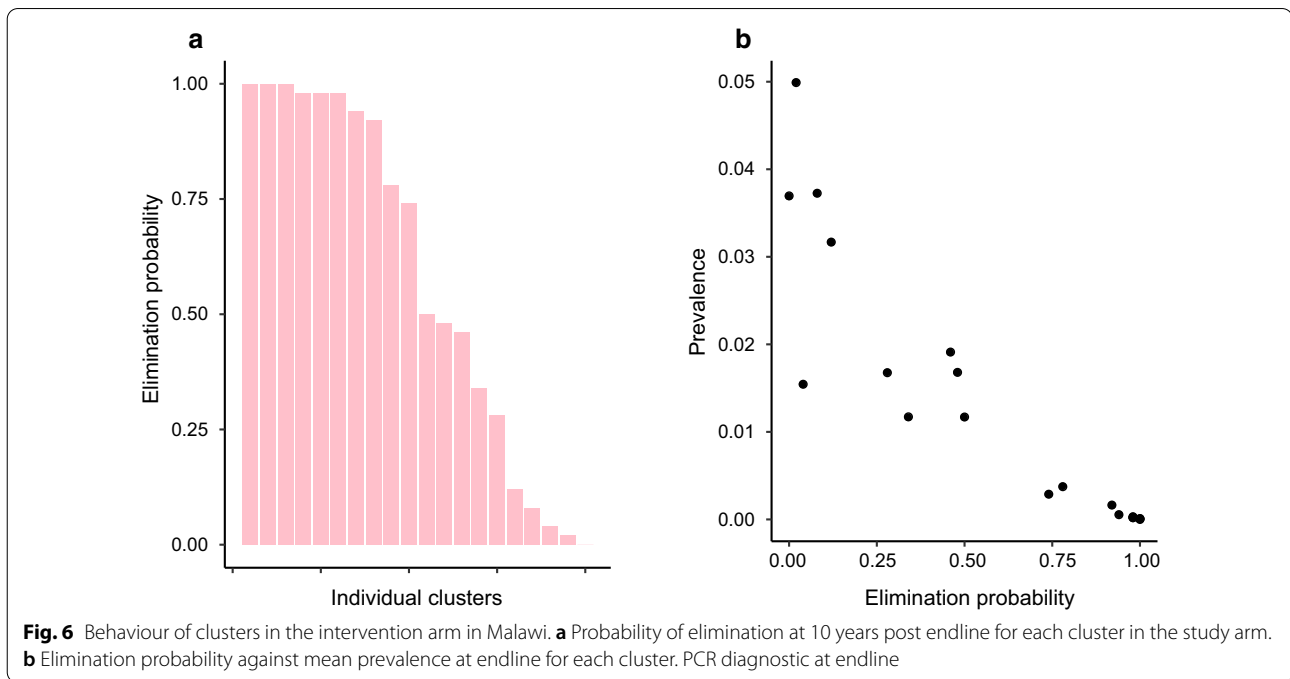 a
1.00
0.75
0.50
0.25
0.00
Elimination probability
Individual clusters
b
0.05
0.04
0.03
0.02
0.01
0.00
Prevalence
0.00 0.25 0.50 0.75 1.00
Elimination probability
Fig. 6 Behaviour of clusters in the intervention arm in Malawi. a Probability of elimination at 10 years post endline for each cluster in the study arm.
b Elimination probability against mean prevalence at endline for each cluster. PCR diagnostic at endline